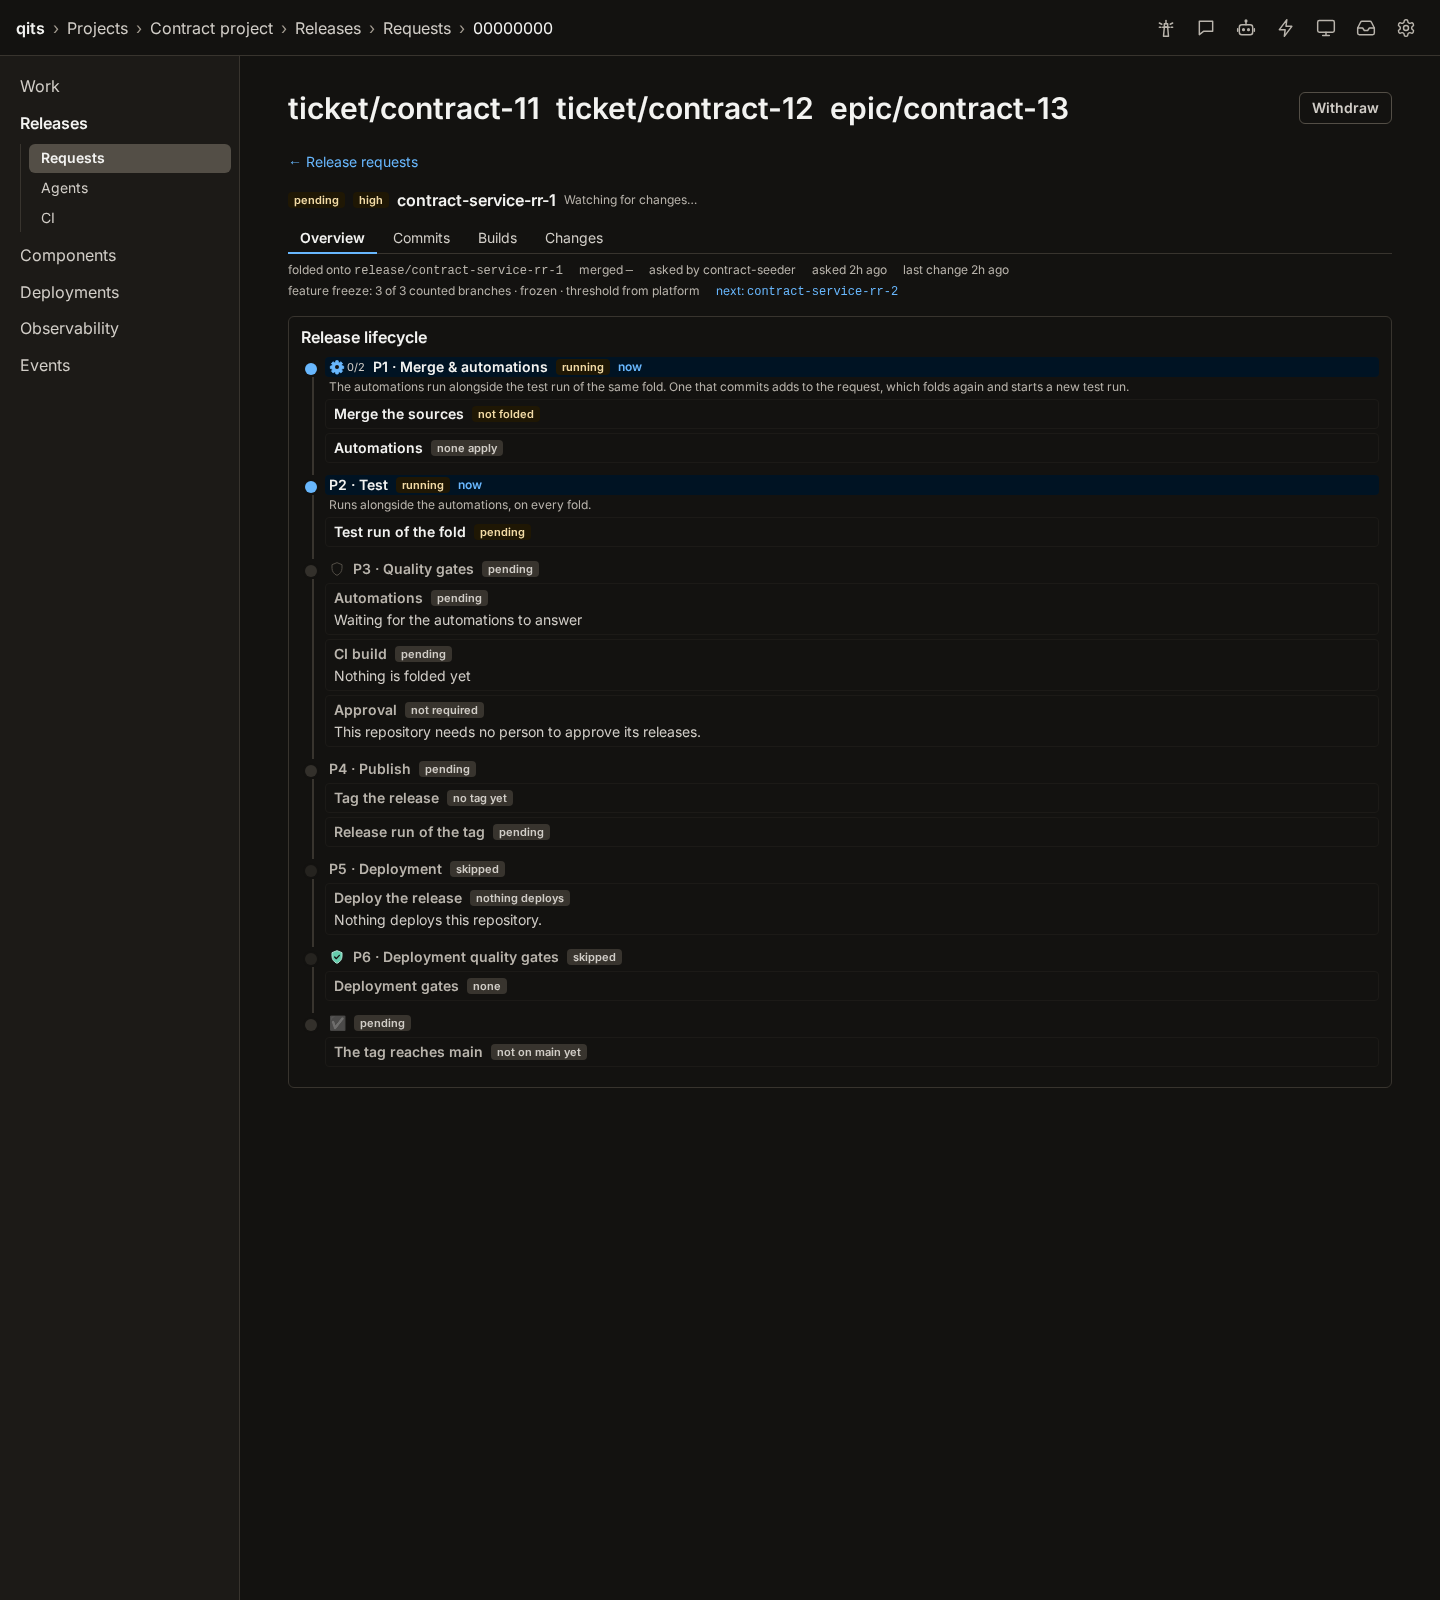 qits › Projects › Contract project › Releases › Requests › 00000000
Work
Releases
Requests
Agents
CI
Components
Deployments
Observability
Events
ticket/contract-11 ticket/contract-12 epic/contract-13
Withdraw
← Release requests
pending high contract-service-rr-1 Watching for changes…
Overview Commits Builds Changes
folded onto release/contract-service-rr-1 merged — asked by contract-seeder asked 2h ago last change 2h ago
feature freeze: 3 of 3 counted branches · frozen · threshold from platform next: contract-service-rr-2
Release lifecycle
0/2 P1 · Merge & automations running now
The automations run alongside the test run of the same fold. One that commits adds to the request, which folds again and starts a new test run.
Merge the sources not folded
Automations none apply
P2 · Test running now
Runs alongside the automations, on every fold.
Test run of the fold pending
P3 · Quality gates pending
Automations pending
Waiting for the automations to answer
CI build pending
Nothing is folded yet
Approval not required
This repository needs no person to approve its releases.
P4 · Publish pending
Tag the release no tag yet
Release run of the tag pending
P5 · Deployment skipped
Deploy the release nothing deploys
Nothing deploys this repository.
P6 · Deployment quality gates skipped
Deployment gates none
pending
The tag reaches main not on main yet